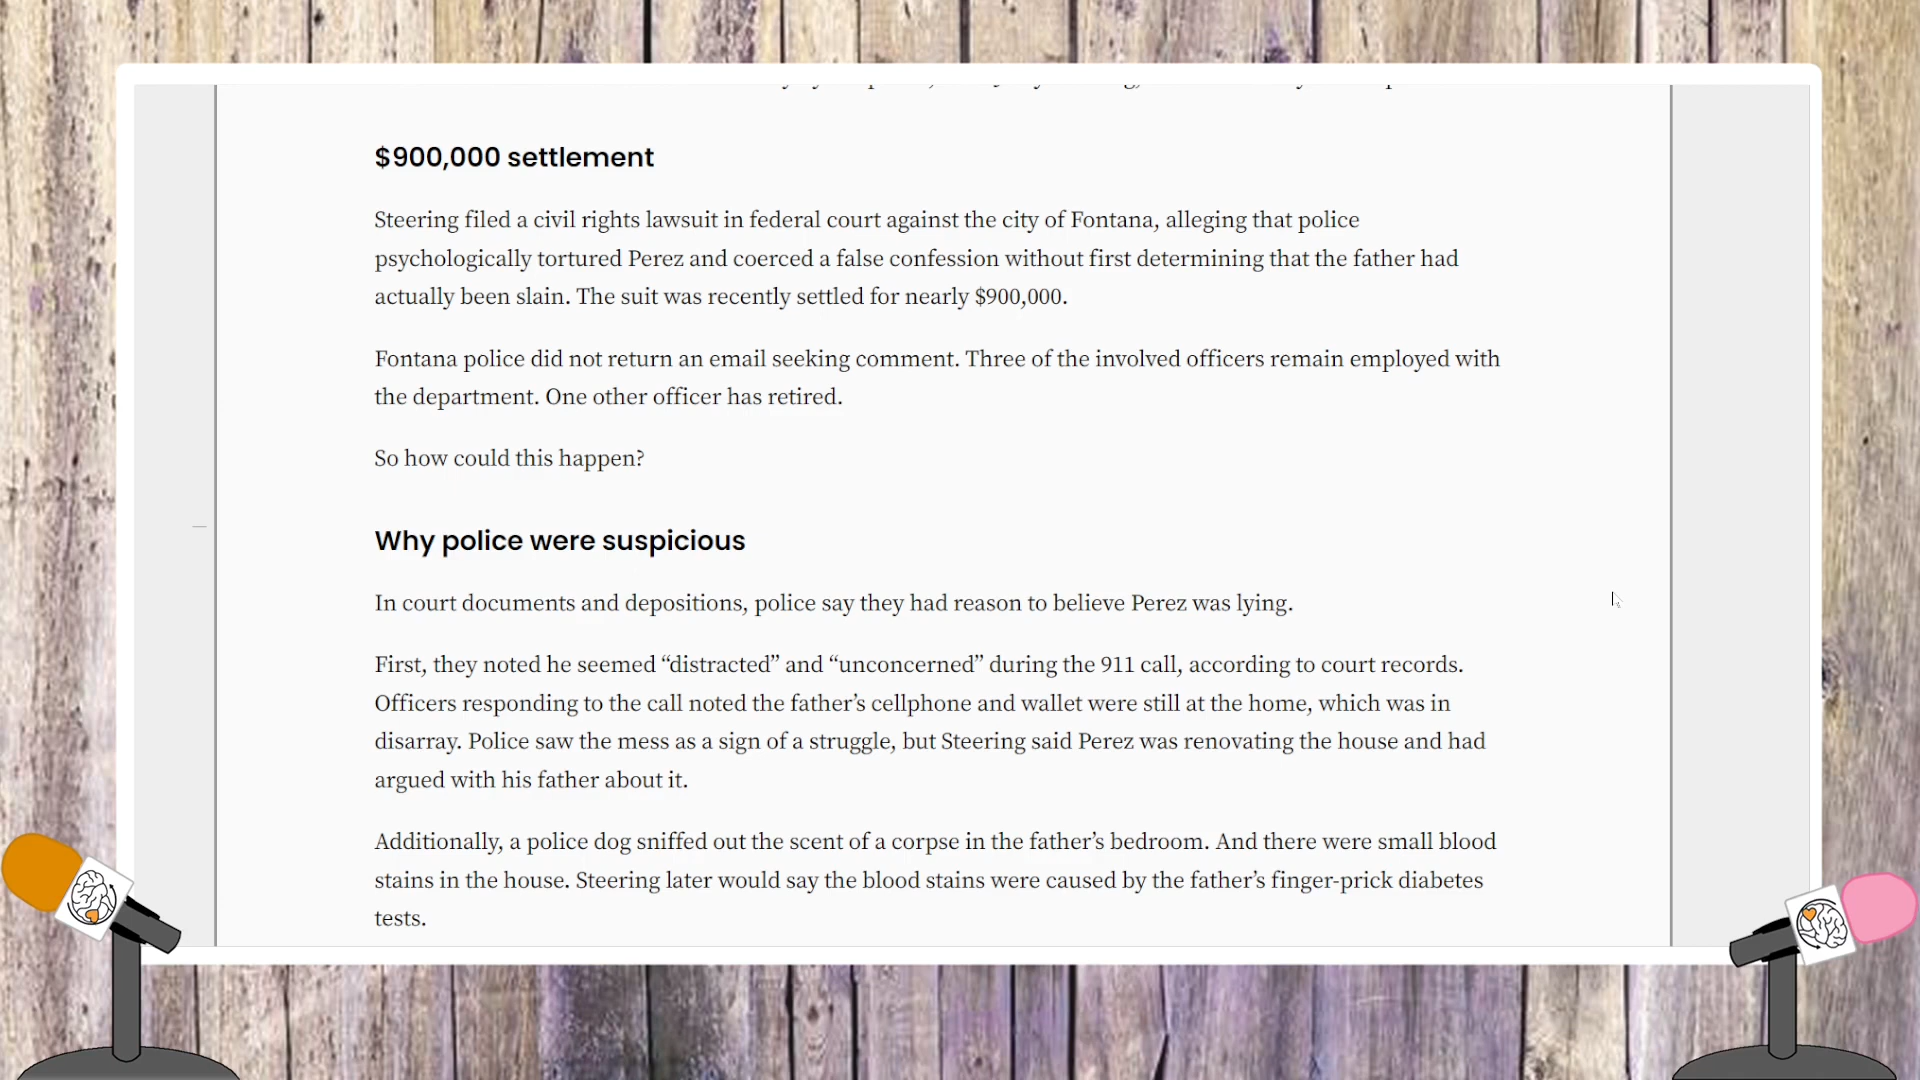 $900,000 settlement
Steering filed a civil rights lawsuit in federal court against the city of Fontana, alleging that police
psychologically tortured Perez and coerced a false confession without first determining that the father had
actually been slain. The suit was recently settled for nearly $900,000.
Fontana police did not return an email seeking comment. Three of the involved officers remain employed with
the department. One other officer has retired.
So how could this happen?
Why police were suspicious
In court documents and depositions, police say they had reason to believe Perez was lying.
First, they noted he seemed “distracted” and “unconcerned” during the 911 call, according to court records.
Officers responding to the call noted the father’s cellphone and wallet were still at the home, which was in
disarray. Police saw the mess as a sign of a struggle, but Steering said Perez was renovating the house and had
argued with his father about it.
Additionally, a police dog sniffed out the scent of a corpse in the father’s bedroom. And there were small blood
stains in the house. Steering later would say the blood stains were caused by the father’s finger-prick diabetes
tests.